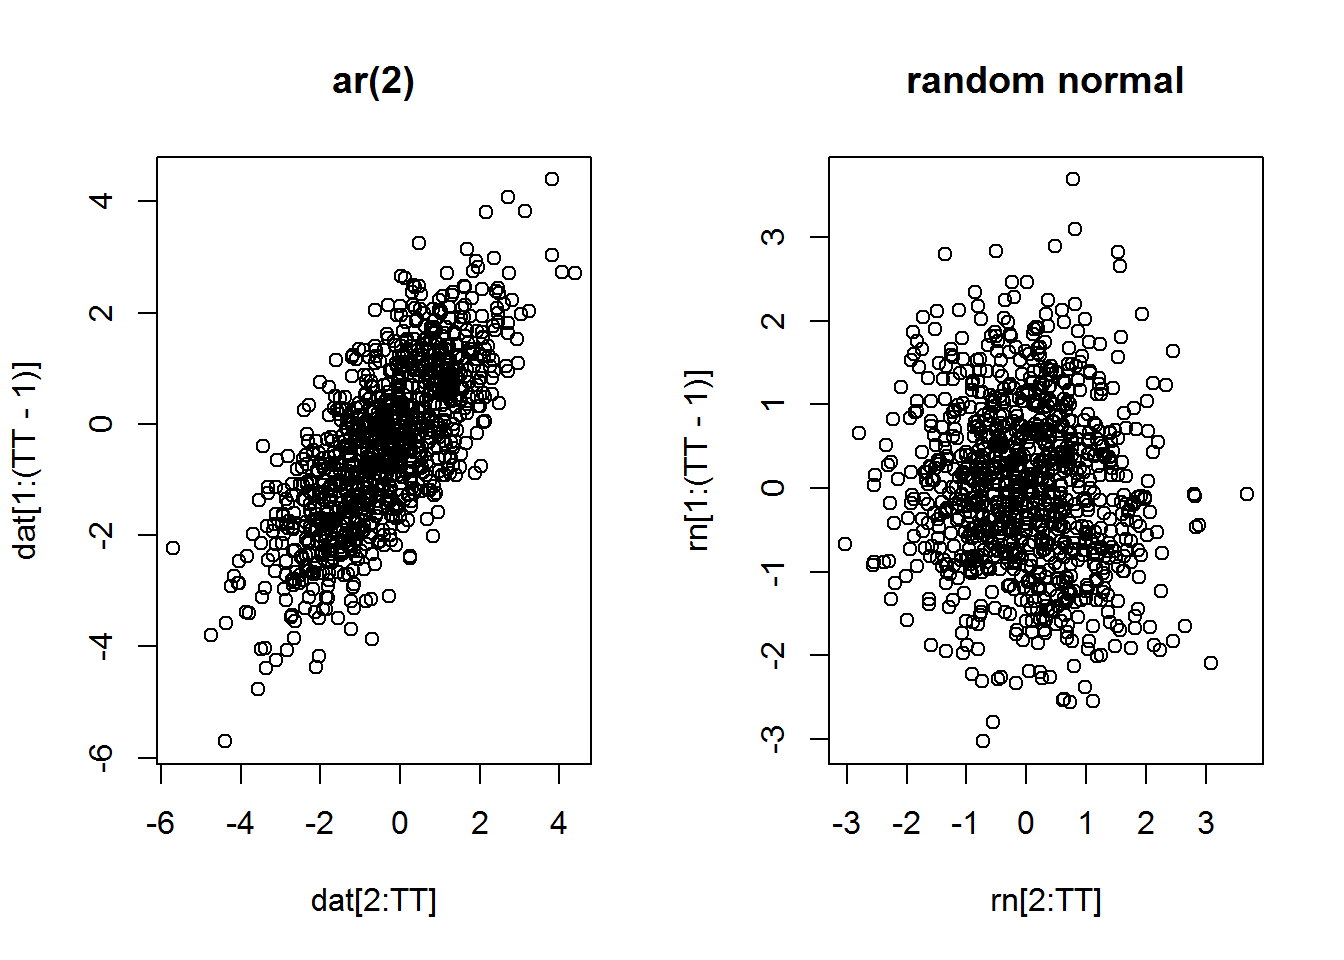 ar(2)
dat[1:(TT - 1)]
4
2
0
-2
-4
-6
-6 -4 -2 0 2 4
dat[2:TT]
random normal
rn[1:(TT - 1)]
3
2
1
0
-1
-2
-3
-3 -2 -1 0 1 2 3
rn[2:TT]